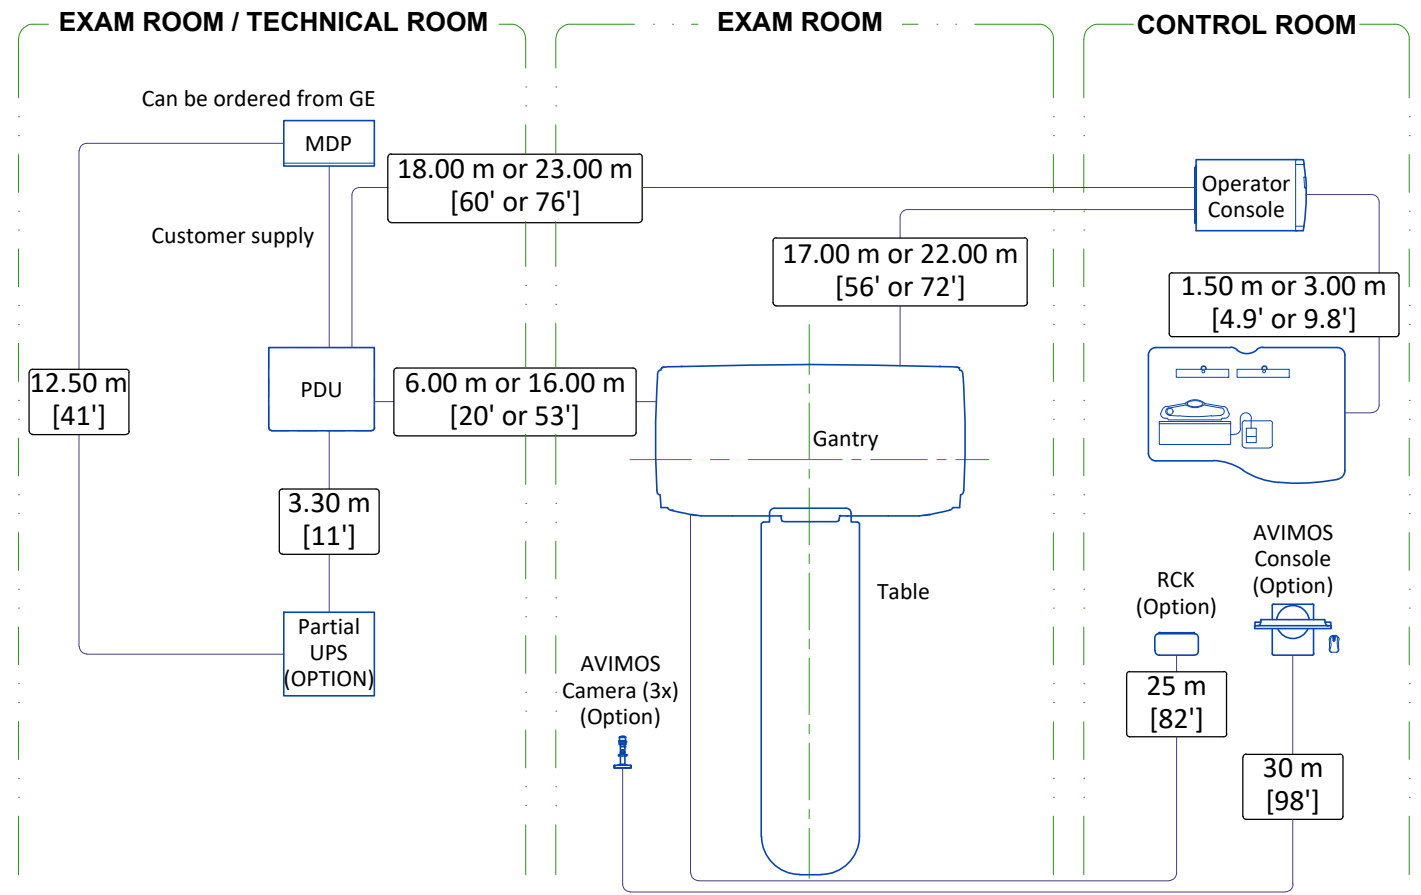 EXAM ROOM / TECHNICAL ROOM
EXAM ROOM
CONTROL ROOM
Can be ordered from GE
MDP
18.00 m or 23.00 m
[60' or 76']
Operator
Console
Customer supply
17.00 m or 22.00 m
[56' or 72']
1.50 m or 3.00 m
[4.9' or 9.8']
12.50 m
[41']
PDU
6.00 m or 16.00 m
[20' or 53']
Gantry
3.30 m
[11']
Table
AVIMOS
Console
(Option)
RCK
(Option)
Partial
UPS
(OPTION)
AVIMOS
Camera (3x)
(Option)
25 m
[82']
30 m
[98']